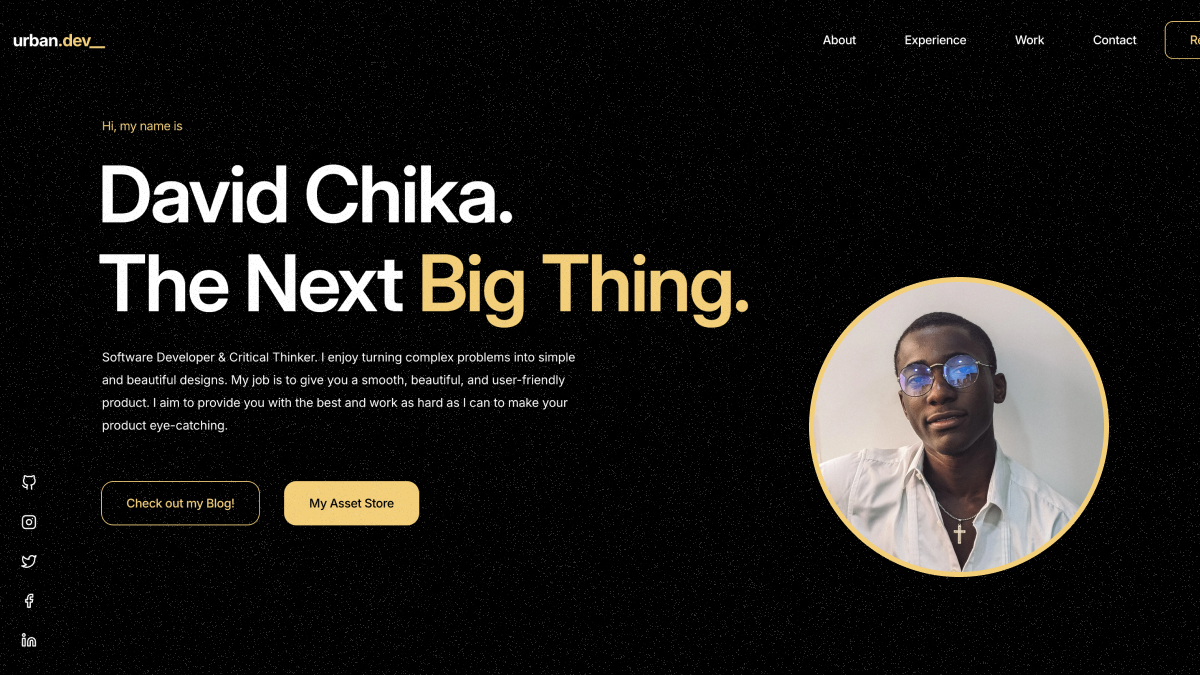 urban.dev__
About
Experience
Work
Contact
Re
Hi, my name is
David Chika.
The Next Big Thing.
Software Developer & Critical Thinker. I enjoy turning complex problems into simple
and beautiful designs. My job is to give you a smooth, beautiful, and user-friendly
product. I aim to provide you with the best and work as hard as I can to make your
product eye-catching.
Check out my Blog!
My Asset Store